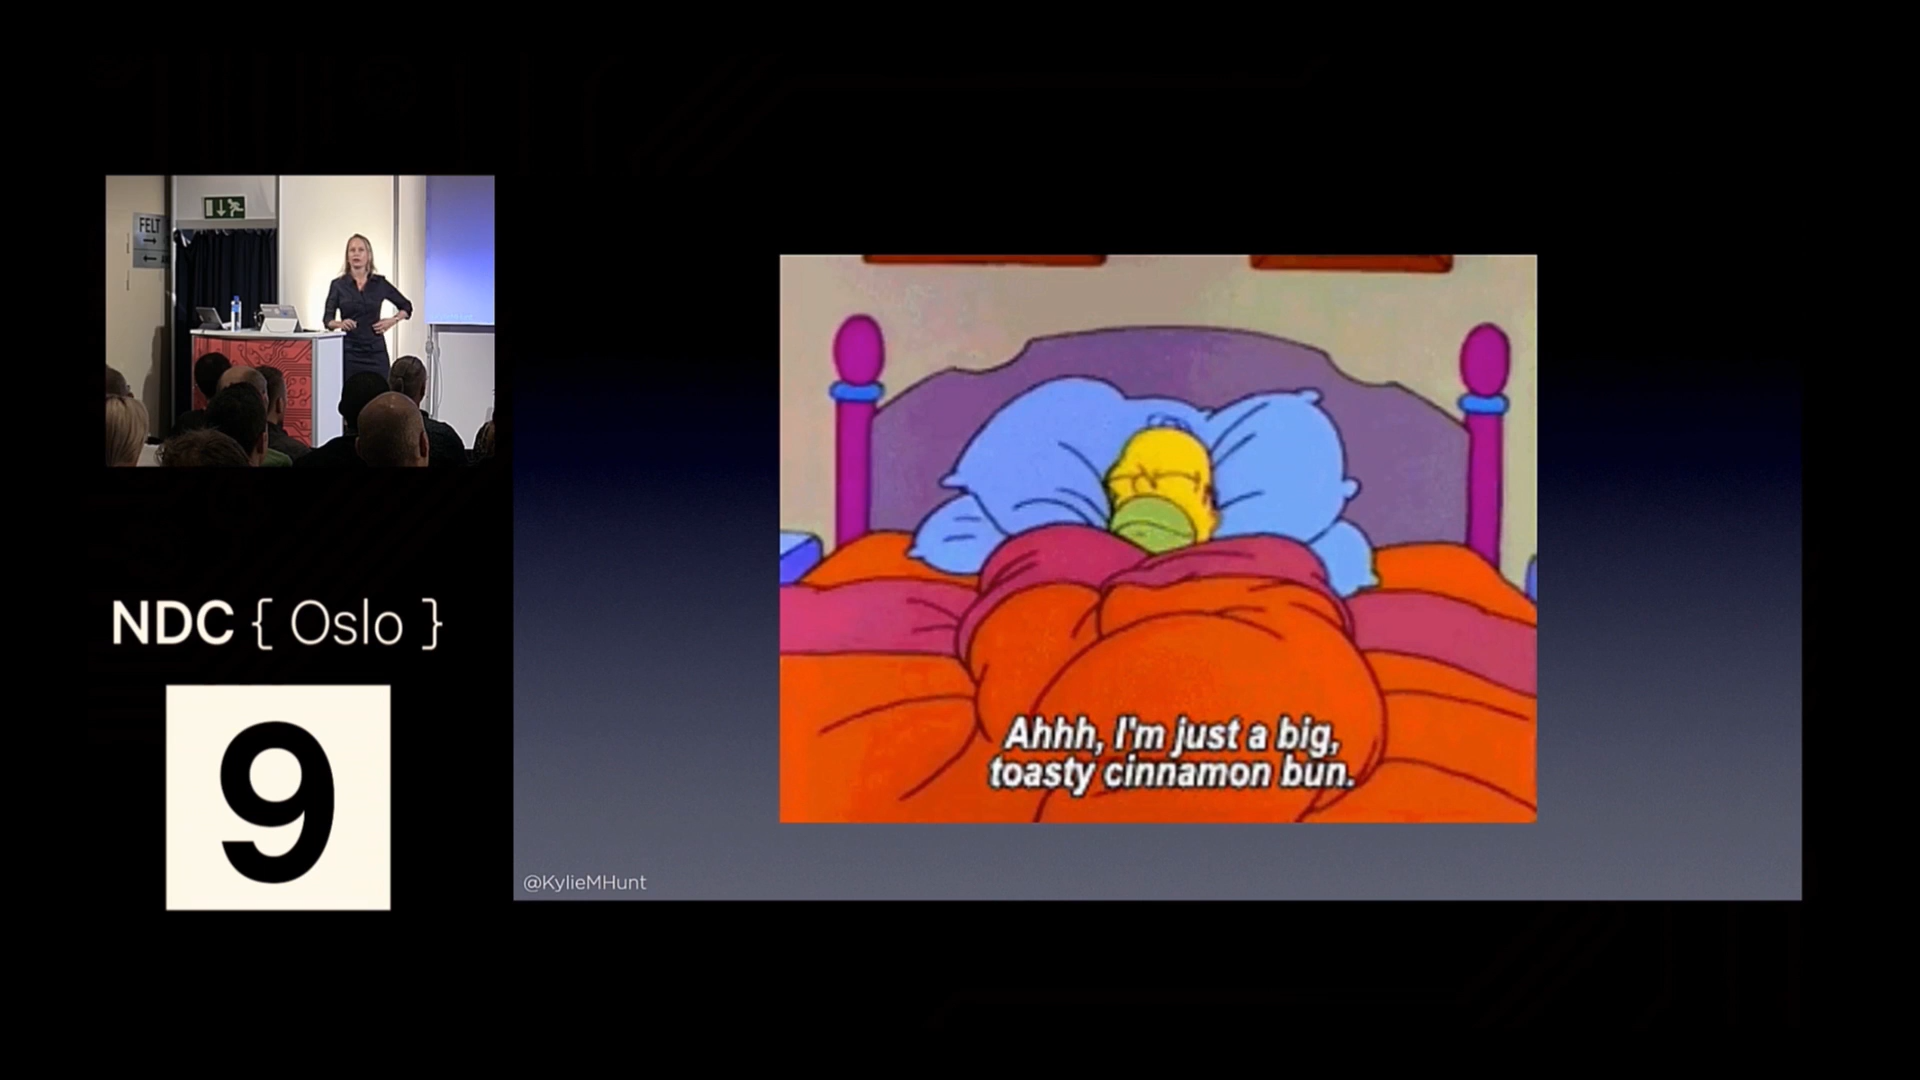 FELT
NDC { Oslo }
9
Ahhh, I'm just a big,
toasty cinnamon bun.
@KylieMHunt